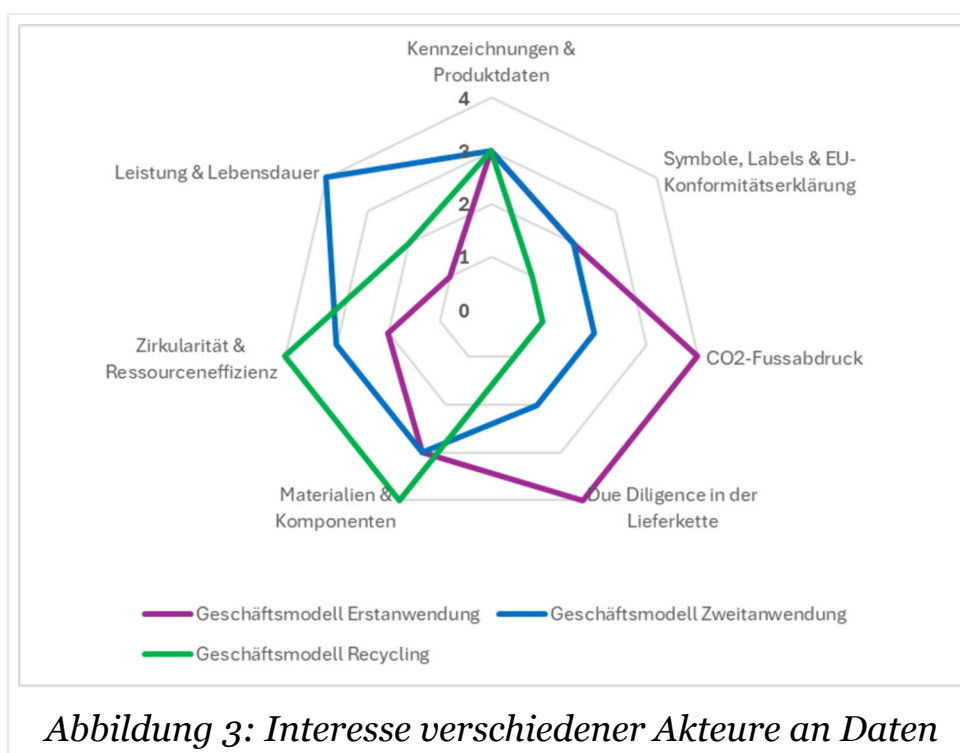 Kennzeichnungen &
Produktdaten
4
3
2
1
0
Symbole, Labels & EU-
Konformitätserklärung
CO2-Fussabdruck
Due Diligence in der
Lieferkette
Materialien &
Komponenten
Zirkularität &
Ressourceneffizienz
Leistung & Lebensdauer
Geschäftsmodell Erstanwendung
Geschäftsmodell Zweitanwendung
Geschäftsmodell Recycling
Abbildung 3: Interesse verschiedener Akteure an Daten